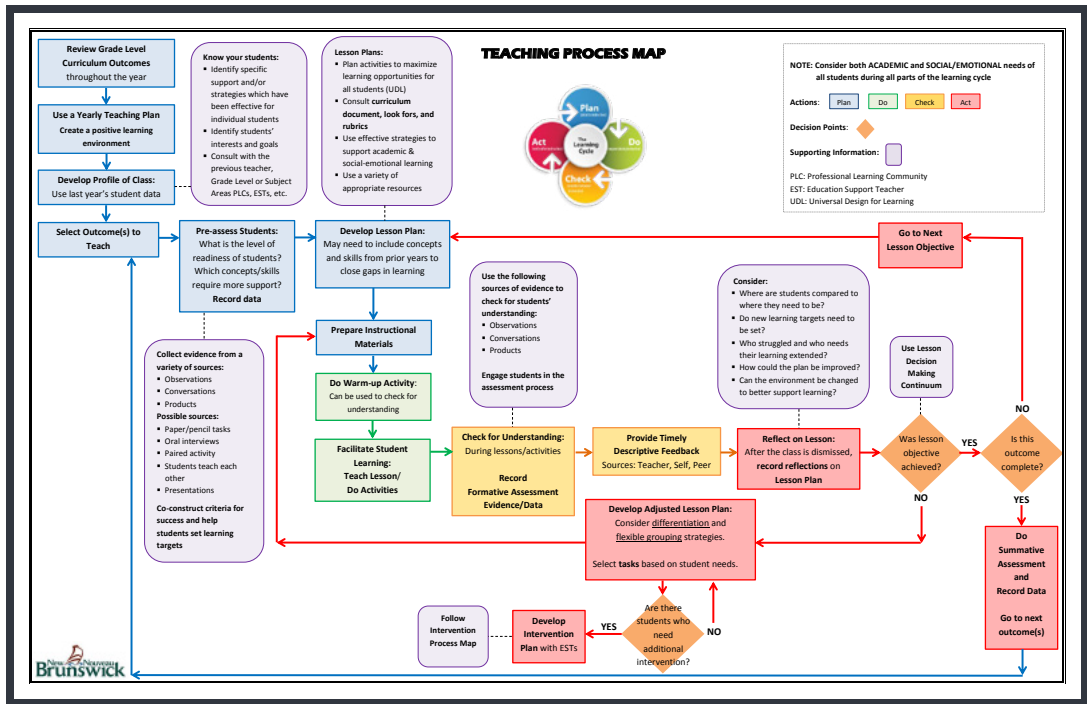 TEACHING PROCESS MAP
Review Grade Level
Curriculum Outcomes
throughout the year
Use a Yearly Teaching Plan
Create a positive learning
environment
Develop Profile of Class:
Use last year's student data
Select Outcome(s) to
Teach
Know your students:
▪ Identify specific
support and/or
strategies which have
been effective for
individual students
▪ Identify students'
interests and goals
▪ Consult with the
previous teacher,
Grade Level or Subject
Areas PLCs, ESTs, etc.
Lesson Plans:
▪ Plan activities to maximize
learning opportunities for
all students (UDL)
▪ Consult curriculum
document, look fors, and
rubrics
▪ Use effective strategies to
support academic &
social-emotional learning
▪ Use a variety of
appropriate resources
Plan
Do
Check
Act
The
Learning
Cycle
NOTE: Consider both ACADEMIC and SOCIAL/EMOTIONAL needs of
all students during all parts of the learning cycle
Actions: Plan Do Check Act
Decision Points:
Supporting Information:
PLC: Professional Learning Community
EST: Education Support Teacher
UDL: Universal Design for Learning
Pre-assess Students:
What is the level of
readiness of students?
Which concepts/skills
require more support?
Record data
Develop Lesson Plan:
May need to include concepts
and skills from prior years to
close gaps in learning
Go to Next
Lesson Objective
Prepare Instructional
Materials
Use the following
sources of evidence to
check for students'
understanding:
▪ Observations
▪ Conversations
▪ Products
Engage students in the
assessment process
Consider:
▪ Where are students compared to
where they need to be?
▪ Do new learning targets need to
be set?
▪ Who struggled and who needs
their learning extended?
▪ How could the plan be improved?
▪ Can the environment be changed
to better support learning?
Use Lesson
Decision
Making
Continuum
Collect evidence from a
variety of sources:
▪ Observations
▪ Conversations
▪ Products
Possible sources:
▪ Paper/pencil tasks
▪ Oral interviews
▪ Paired activity
▪ Students teach each
other
▪ Presentations
Co-construct criteria for
success and help
students set learning
targets
Do Warm-up Activity:
Can be used to check for
understanding
Facilitate Student
Learning:
Teach Lesson/
Do Activities
Check for Understanding:
During lessons/activities
Record
Formative Assessment
Evidence/Data
Provide Timely
Descriptive Feedback
Sources: Teacher, Self, Peer
Reflect on Lesson:
After the class is dismissed,
record reflections on
Lesson Plan
Was lesson
objective
achieved?
YES
NO
Is this
outcome
complete?
NO
YES
Develop Adjusted Lesson Plan:
Consider differentiation and
flexible grouping strategies.
Select tasks based on student needs.
Do
Summative
Assessment
and
Record Data
Go to next
outcome(s)
Are there
students who
need
additional
intervention?
YES
NO
Develop
Intervention
Plan with ESTs
Follow
Intervention
Process Map
New Nouveau
Brunswick